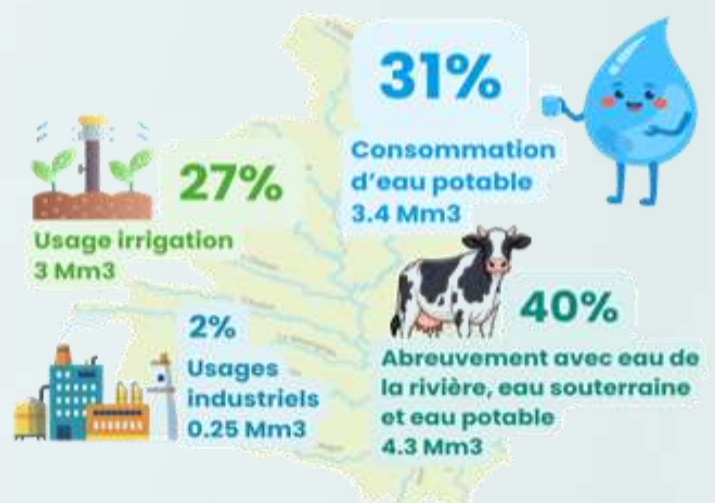 31%
Consommation
d'eau potable
3.4 Mm3
27%
Usage irrigation
3 Mm3
40%
Abreuvement avec eau de
la rivière, eau souterraine
et eau potable
4.3 Mm3
2%
Usages
industriels
0.25 Mm3